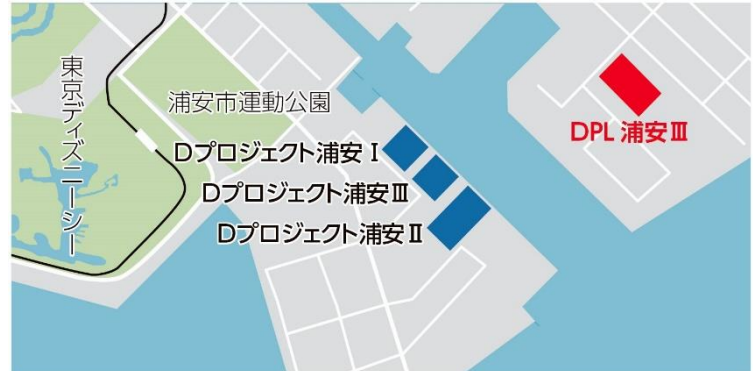 東京ディズニーシー
浦安市運動公園
Dプロジェクト浦安Ⅰ
Dプロジェクト浦安Ⅲ
Dプロジェクト浦安Ⅱ
DPL 浦安Ⅲ